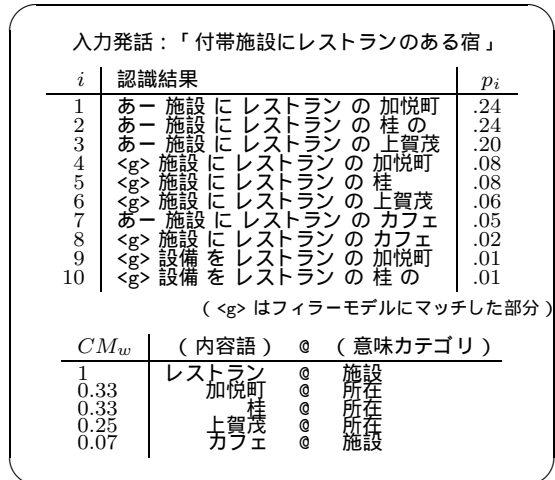 入力発話：「付帯施設にレストランのある宿」
i 認識結果 pi
1 あー 施設 に レストラン の 加悦町 .24
2 あー 施設 に レストラン の 桂 の .24
3 あー 施設 に レストラン の 上賀茂 .20
4 <g> 施設 に レストラン の 加悦町 .08
5 <g> 施設 に レストラン の 桂 .08
6 <g> 施設 に レストラン の 上賀茂 .06
7 あー 施設 に レストラン の カフェ .05
8 <g> 施設 に レストラン の カフェ .02
9 <g> 設備 を レストラン の 加悦町 .01
10 <g> 設備 を レストラン の 桂 の .01
（<g> はフィラーモデルにマッチした部分）
CMw （内容語） @ （意味カテゴリ）
1 レストラン @ 施設
0.33 加悦町 @ 所在
0.33 桂 @ 所在
0.25 上賀茂 @ 所在
0.07 カフェ @ 施設